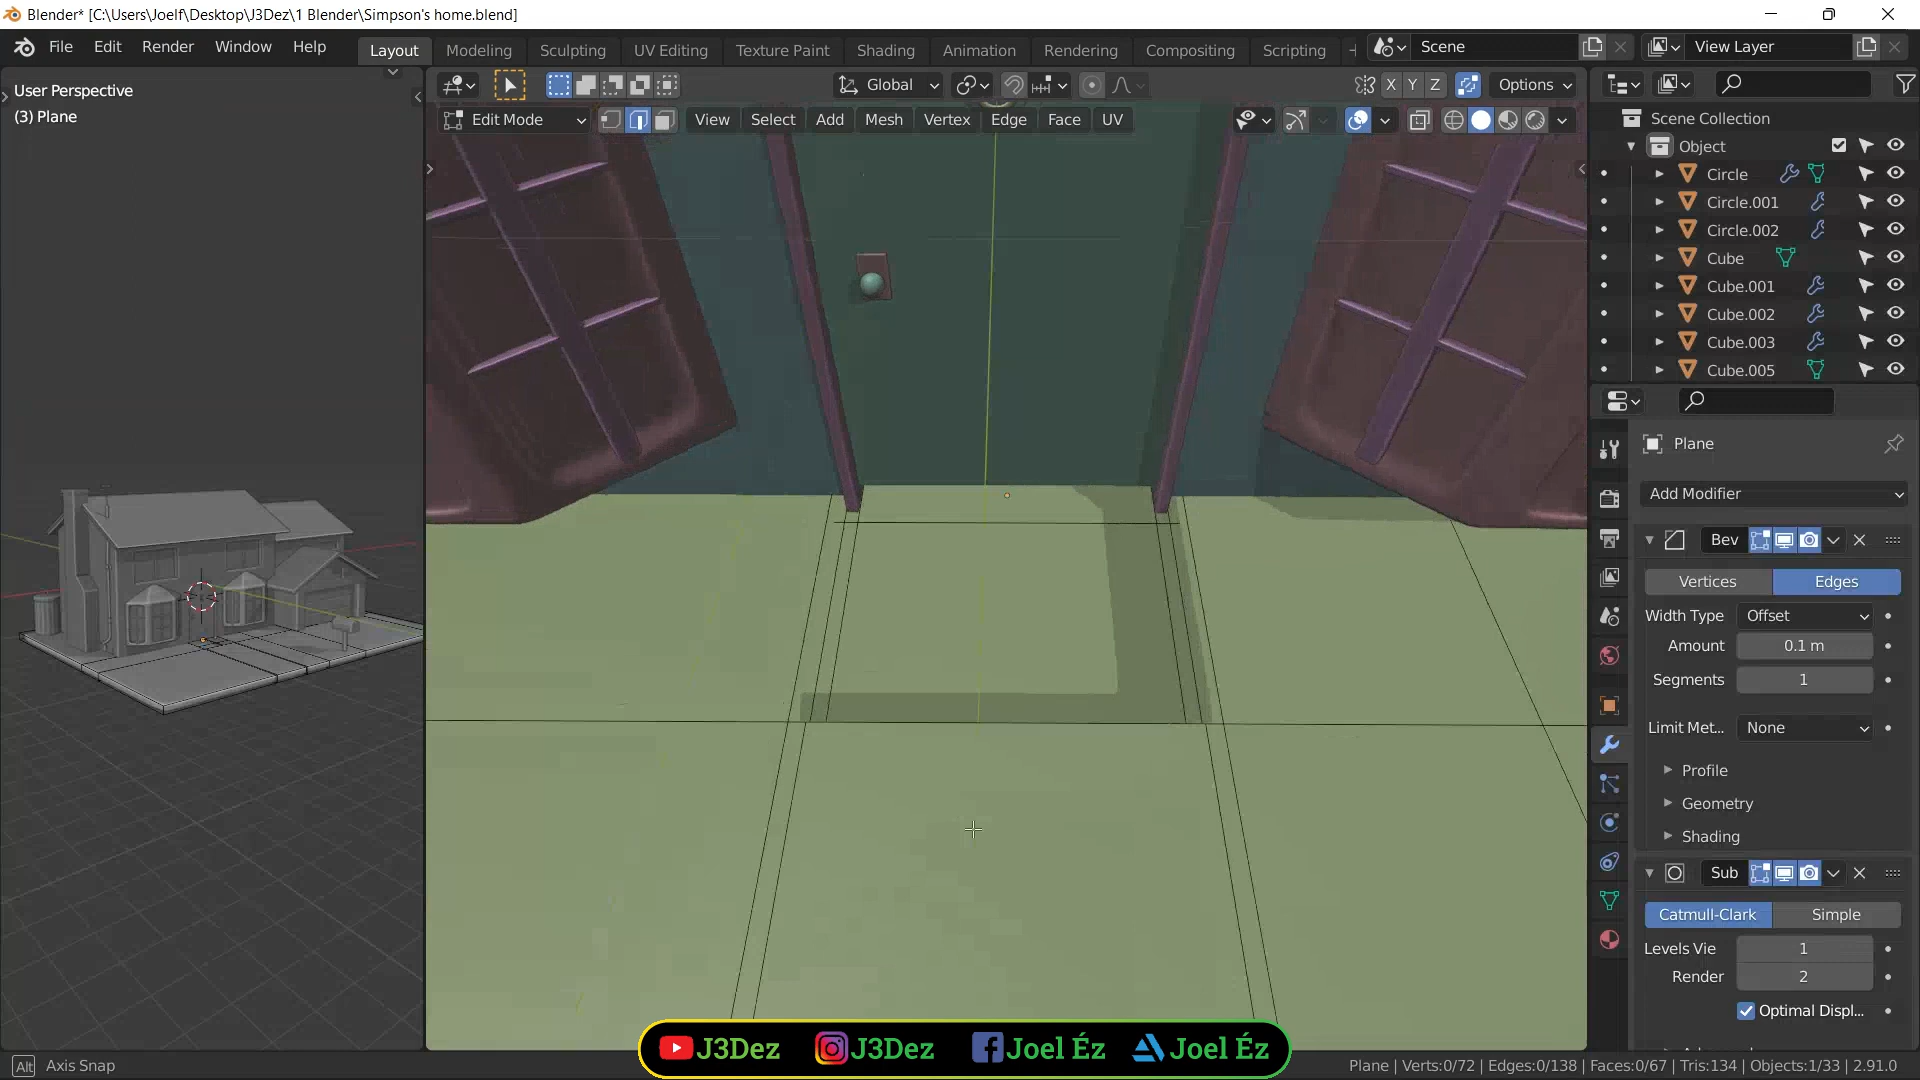 Blender* [C:\Users\Joelf\Desktop\J3Dez\1 Blender\Simpson's home.blend]
File Edit Render Window Help Layout Modeling Sculpting UV Editing Texture Paint Shading Animation Rendering Compositing Scripting Scene View Layer
User Perspective
(3) Plane
Global X Y Z Options
Edit Mode View Select Add Mesh Vertex Edge Face UV
Scene Collection
Object
Circle
Circle.001
Circle.002
Cube
Cube.001
Cube.002
Cube.003
Cube.005
Plane
Add Modifier
Bev
Vertices Edges
Width Type Offset
Amount 0.1 m
Segments 1
Limit Met... None
Profile
Geometry
Shading
Sub
Catmull-Clark Simple
Levels Vie 1
Render 2
Optimal Displ...
J3Dez J3Dez Joel Éz Joel Éz
Alt Axis Snap
Plane | Verts:0/72 | Edges:0/138 | Faces:0/67 | Tris:134 | Objects:1/33 | 2.91.0